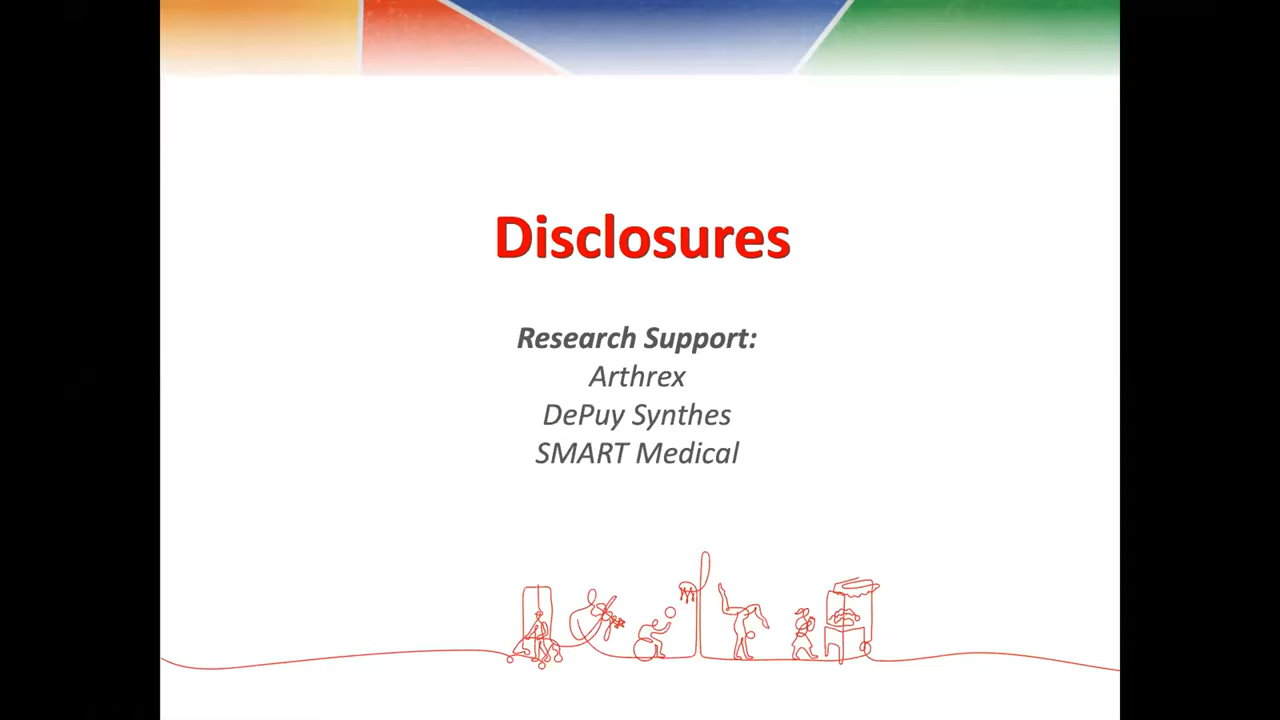 Disclosures
Research Support:
Arthrex
DePuy Synthes
SMART Medical